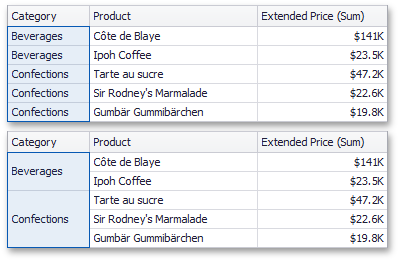 Category Product Extended Price (Sum)
Beverages Côte de Blaye $141K
Beverages Ipoh Coffee $23.5K
Confections Tarte au sucre $47.2K
Confections Sir Rodney's Marmalade $22.6K
Confections Gumbär Gummibärchen $19.8K
Category Product Extended Price (Sum)
Beverages Côte de Blaye $141K
Ipoh Coffee $23.5K
Confections Tarte au sucre $47.2K
Sir Rodney's Marmalade $22.6K
Gumbär Gummibärchen $19.8K